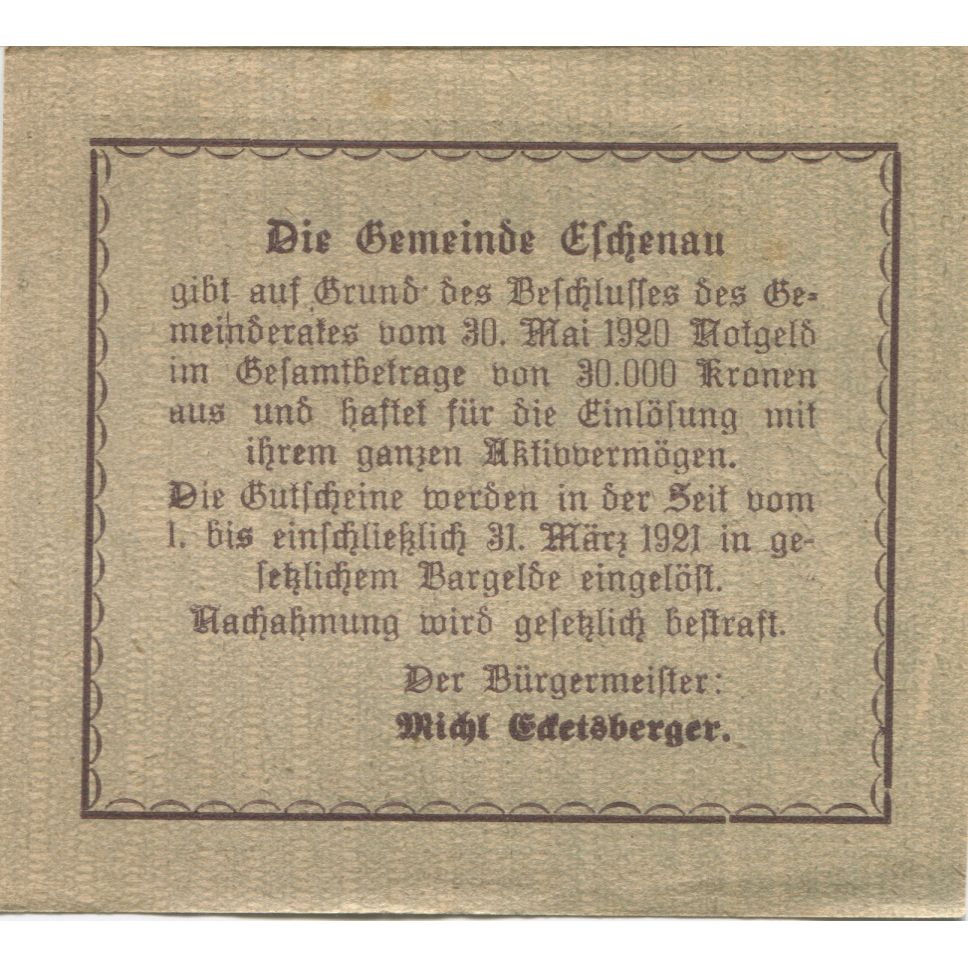 Die Gemeinde Eschenau
gibt auf Grund des Beschlusses des Ge-
meinderates vom 30. Mai 1920 Notgeld
im Gesamtbetrage von 30.000 Kronen
aus und haftet für die Einlösung mit
ihrem ganzen Aktivvermögen.
Die Gutscheine werden in der Seit vom
1. bis einschließlich 31. März 1921 in ge-
setzlichem Bargelde eingelöst.
Nachahmung wird gesetzlich bestraft.
Der Bürgermeister:
Michl Eckетsberger.